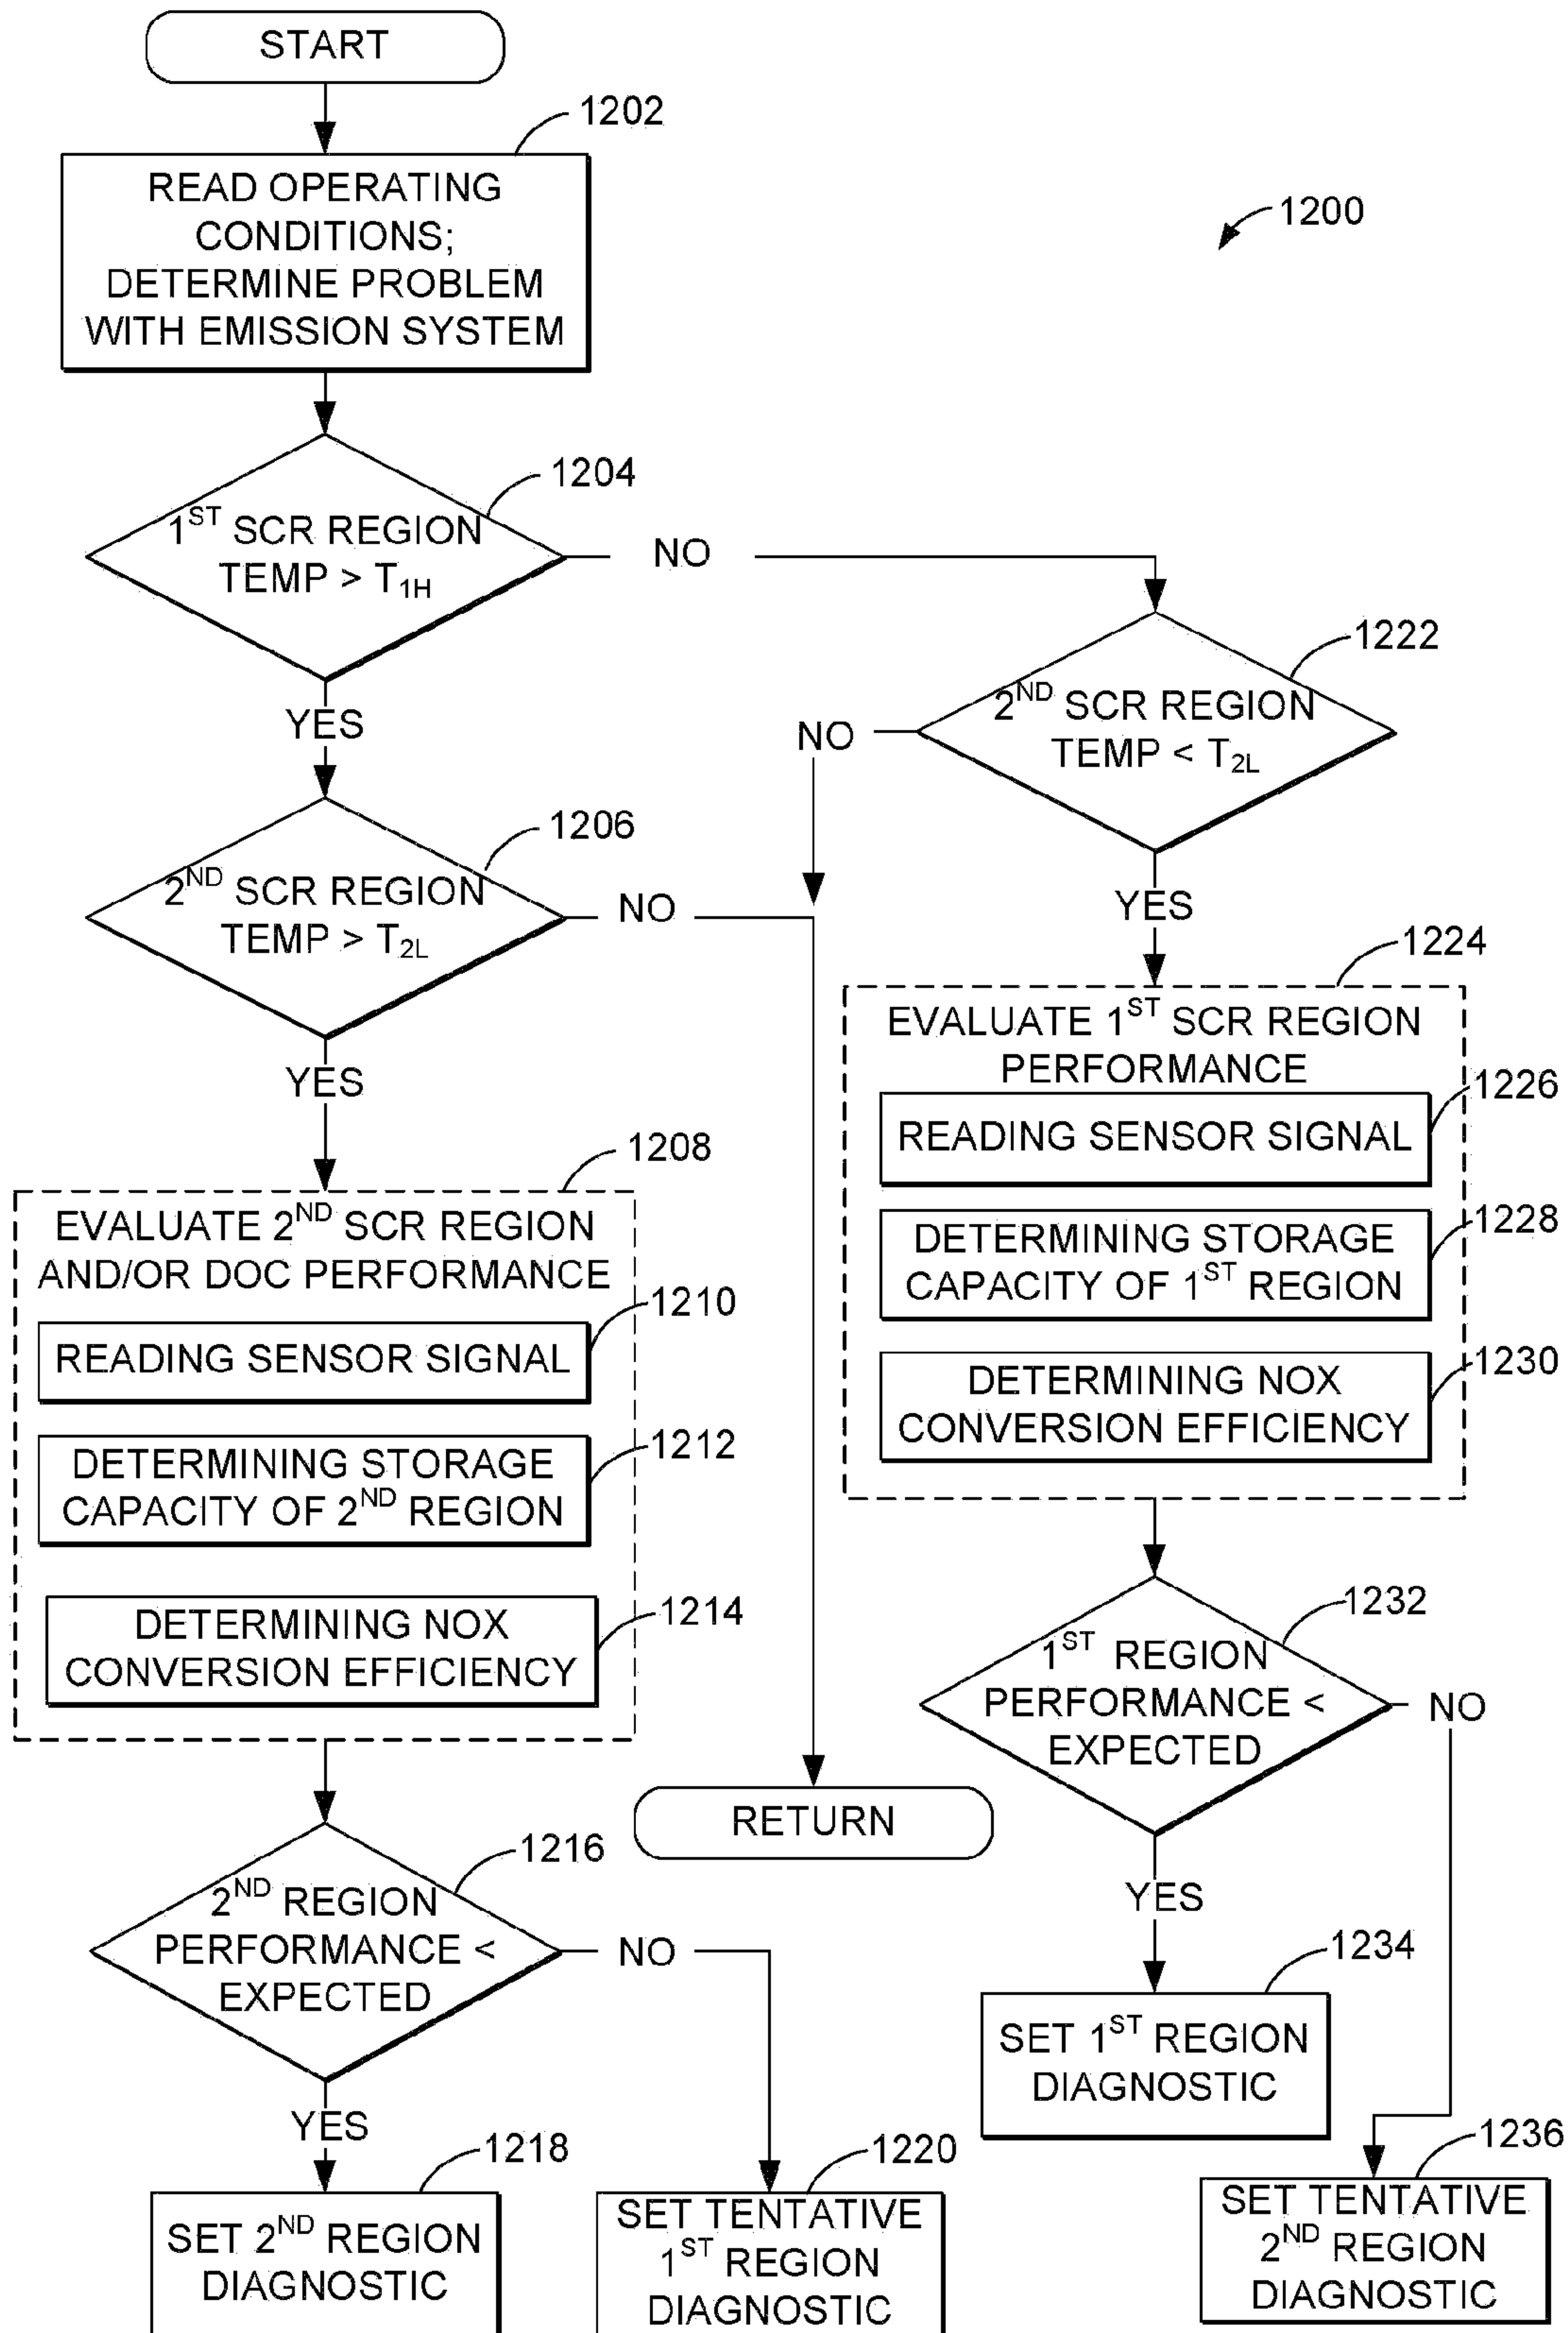 START
1202
READ OPERATING
CONDITIONS;
DETERMINE PROBLEM
WITH EMISSION SYSTEM
1200
1204
1ST SCR REGION
TEMP > T1H
NO
YES
1222
2ND SCR REGION
TEMP < T2L
NO
YES
1206
2ND SCR REGION
TEMP > T2L
NO
YES
1208
EVALUATE 2ND SCR REGION
AND/OR DOC PERFORMANCE
1210
READING SENSOR SIGNAL
1212
DETERMINING STORAGE
CAPACITY OF 2ND REGION
1214
DETERMINING NOX
CONVERSION EFFICIENCY
1224
EVALUATE 1ST SCR REGION
PERFORMANCE
1226
READING SENSOR SIGNAL
1228
DETERMINING STORAGE
CAPACITY OF 1ST REGION
1230
DETERMINING NOX
CONVERSION EFFICIENCY
RETURN
1216
2ND REGION
PERFORMANCE <
EXPECTED
NO
YES
1218
SET 2ND REGION
DIAGNOSTIC
1220
SET TENTATIVE
1ST REGION
DIAGNOSTIC
1232
1ST REGION
PERFORMANCE <
EXPECTED
NO
YES
1234
SET 1ST REGION
DIAGNOSTIC
1236
SET TENTATIVE
2ND REGION
DIAGNOSTIC